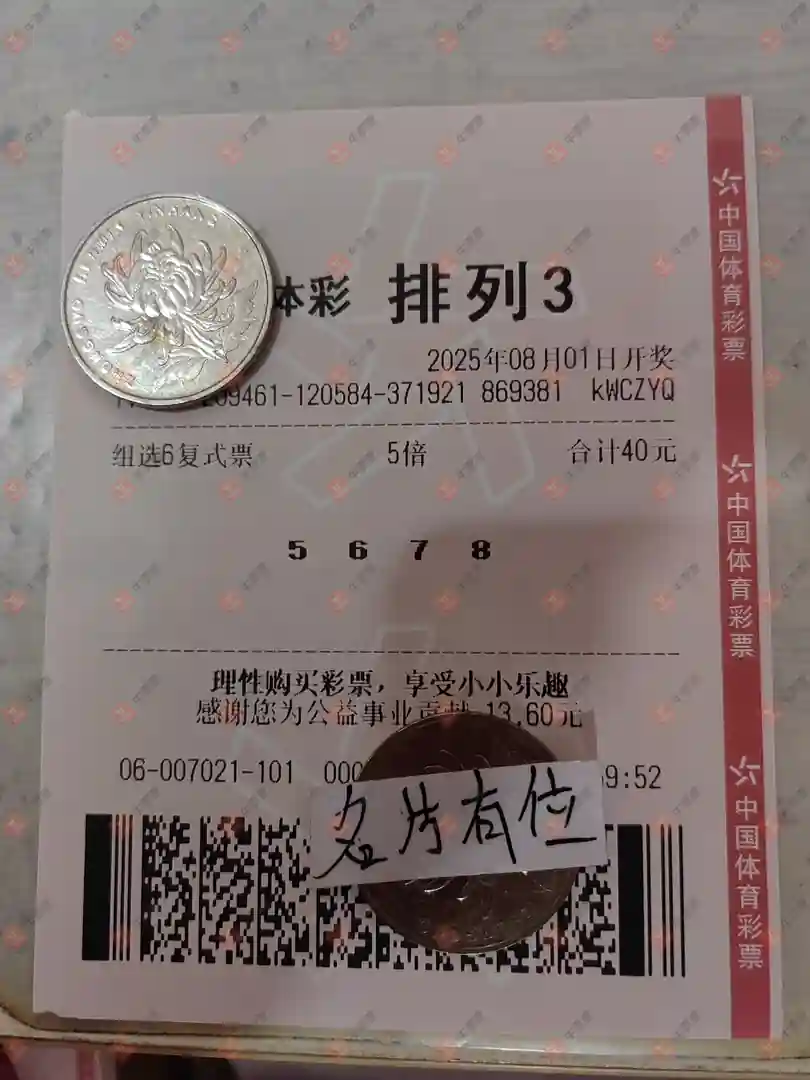 体彩 排列3
2025年08月01日开奖
09461-120584-371921 869381 kWCZYQ
组选6复式票 5倍 合计40元
5 6 7 8
理性购买彩票，享受小小乐趣
感谢您为公益事业贡献 13.60元
06-007021-101 000 59:52
名片有位
中国体育彩票
中国体育彩票
中国体育彩票